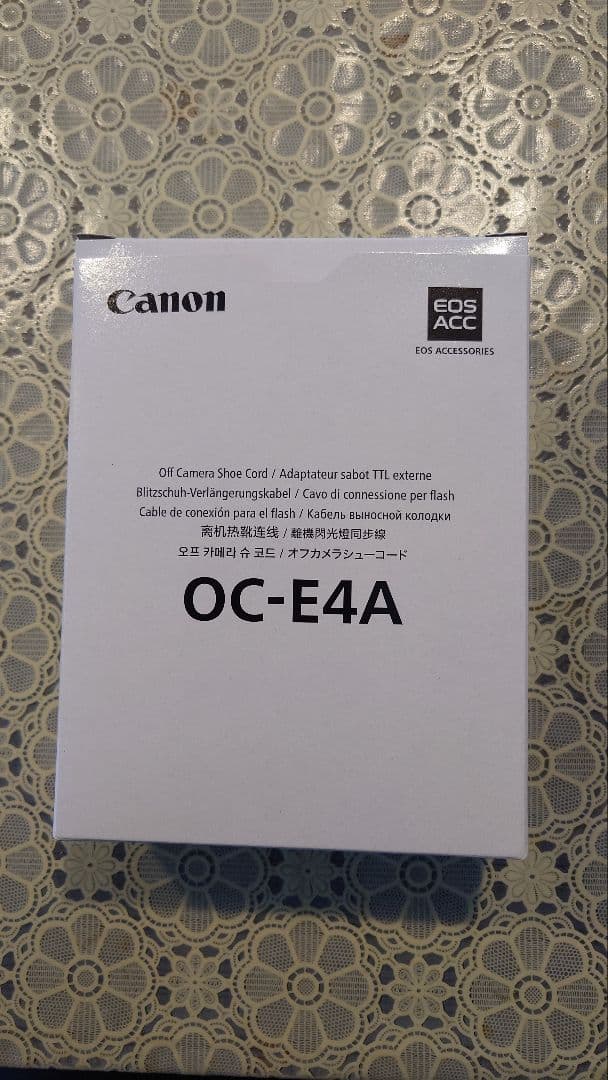 Canon
EOS
ACC
EOS ACCESSORIES
Off Camera Shoe Cord / Adaptateur sabot TTL externe
Blitzschuh-Verlängerungskabel / Cavo di connessione per flash
Cable de conexión para el flash / Кабель выносной колодки
离机热靴连线 / 離機閃光燈同步線
오프 카메라 슈 코드 / オフカメラシューコード
OC-E4A